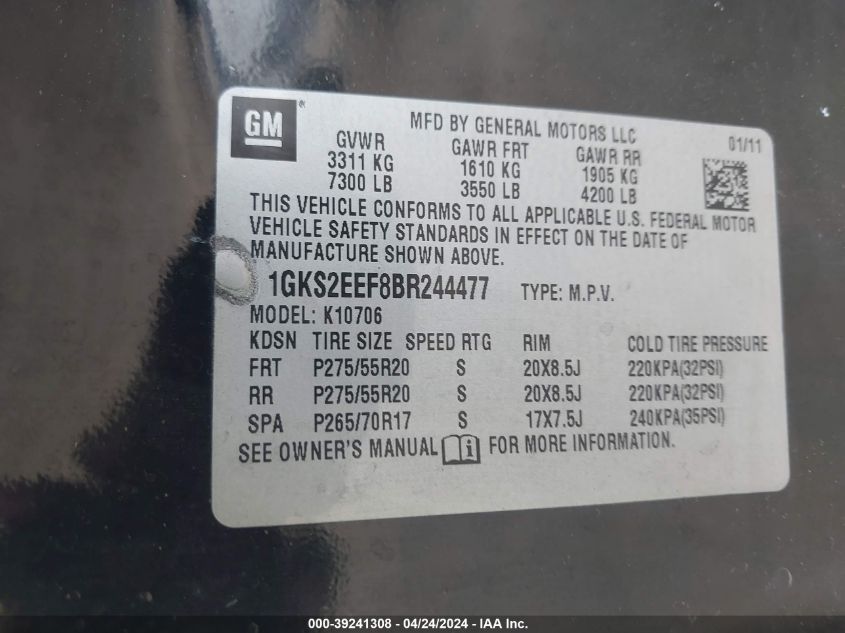 GM
MFD BY GENERAL MOTORS LLC
01/11
GVWR GAWR FRT GAWR RR
3311 KG 1610 KG 1905 KG
7300 LB 3550 LB 4200 LB
THIS VEHICLE CONFORMS TO ALL APPLICABLE U.S. FEDERAL MOTOR
VEHICLE SAFETY STANDARDS IN EFFECT ON THE DATE OF
MANUFACTURE SHOWN ABOVE.
1GKS2EEF8BR244477 TYPE: M.P.V.
MODEL: K10706
KDSN TIRE SIZE SPEED RTG RIM COLD TIRE PRESSURE
FRT P275/55R20 S 20X8.5J 220KPA(32PSI)
RR P275/55R20 S 20X8.5J 220KPA(32PSI)
SPA P265/70R17 S 17X7.5J 240KPA(35PSI)
SEE OWNER'S MANUAL i FOR MORE INFORMATION.
000-39241308 - 04/24/2024 - IAA Inc.